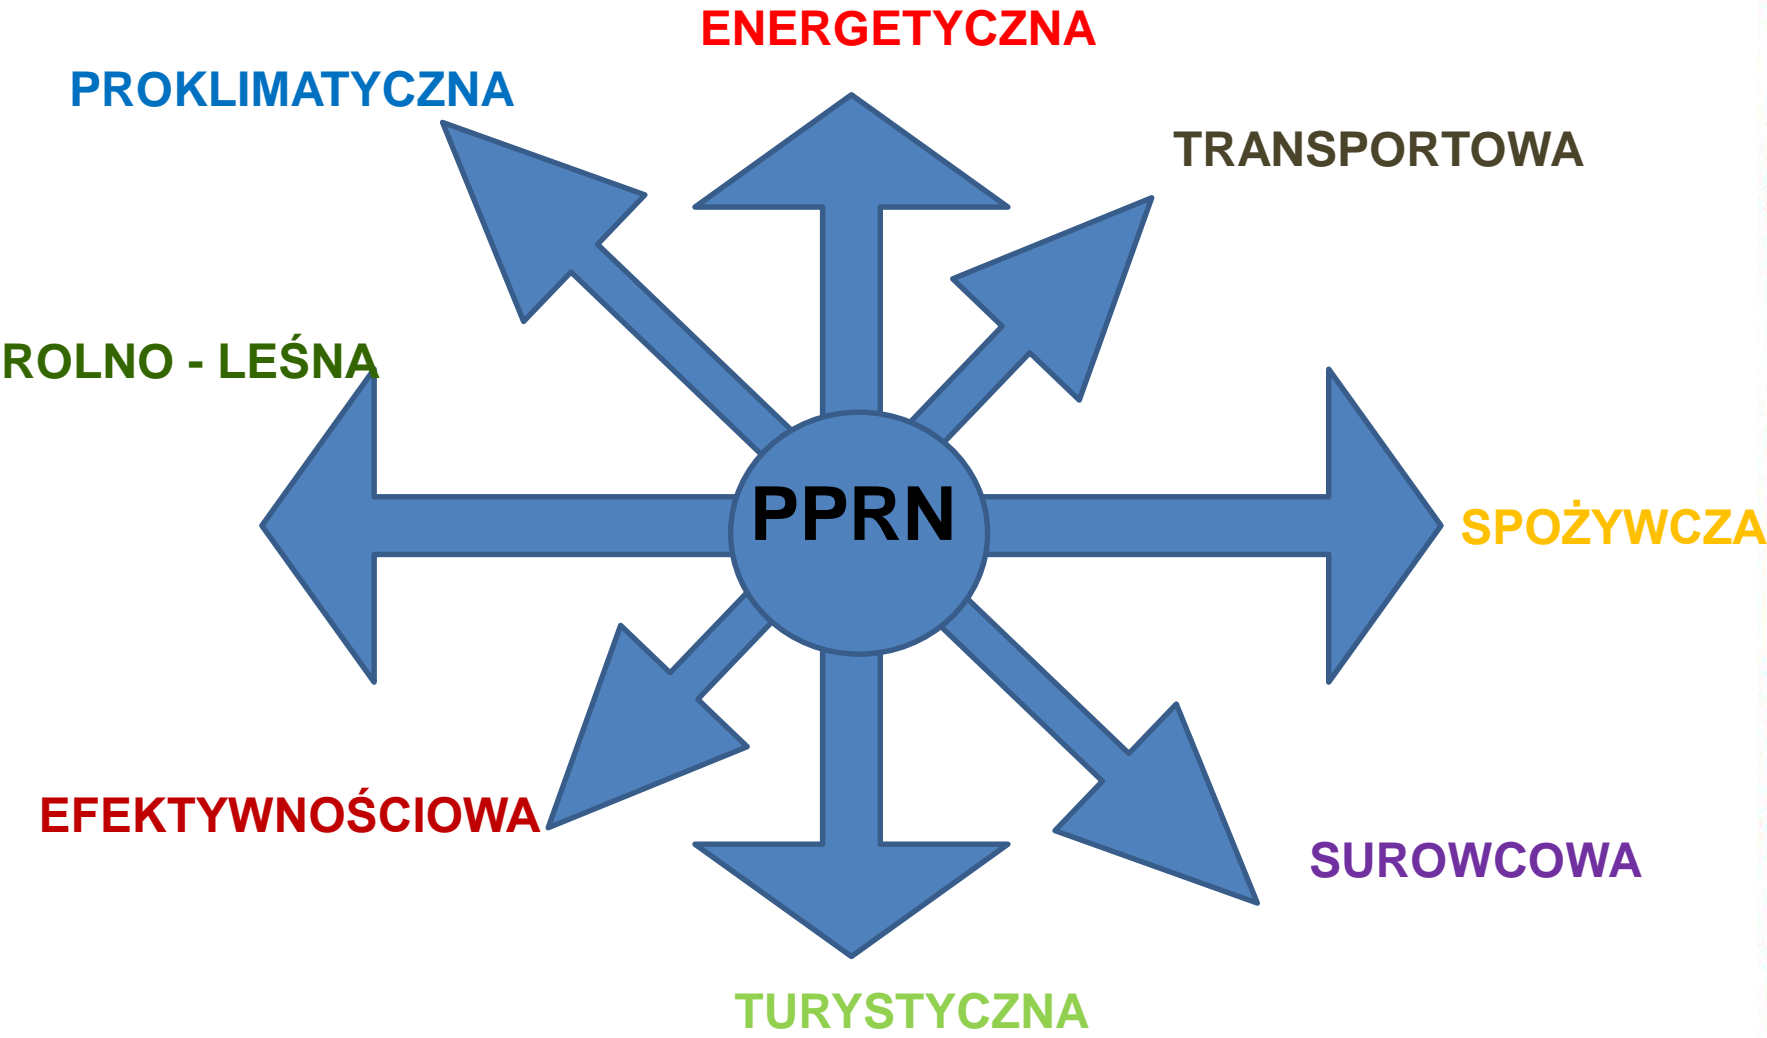 ENERGETYCZNA
PROKLIMATYCZNA
TRANSPORTOWA
ROLNO - LEŚNA
PPRN
SPOŻYWCZA
EFEKTYWNOŚCIOWA
SUROWCOWA
TURYSTYCZNA